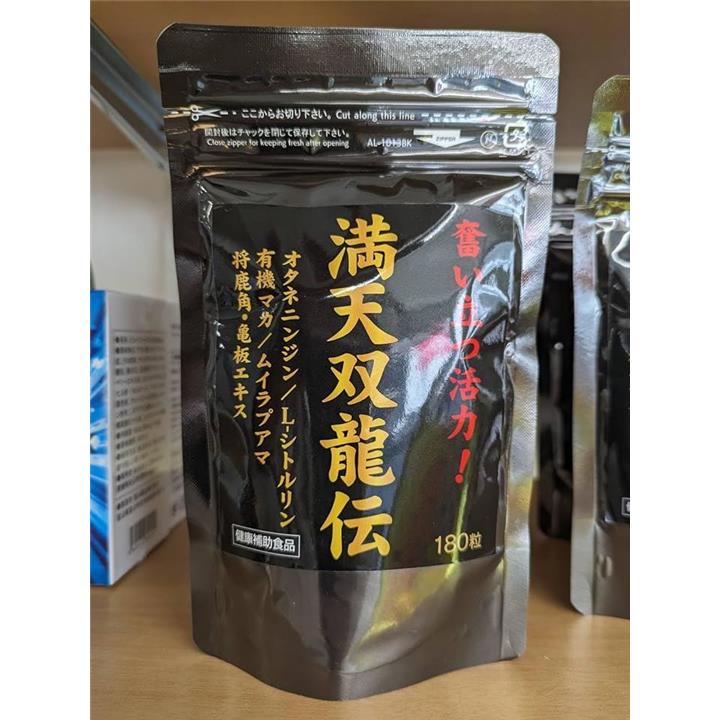 ここからお切り下さい。 Cut along this line
開封後はチャックを閉じて保存して下さい。
Close zipper for keeping fresh after opening
AL-1013BK
ZIPPER
奮い立つ活力!
満天双龍伝
オタネニンジン/L-シトルリン
有機マカ/ムイラプアマ
将鹿角・亀板エキス
健康補助食品
180粒